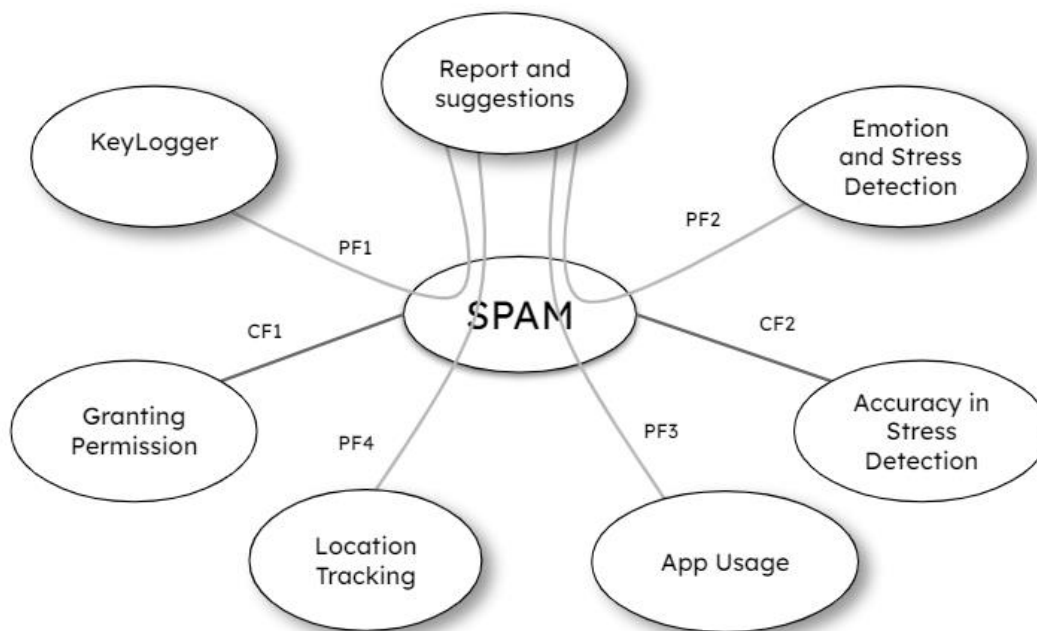 Report and
suggestions
KeyLogger
Emotion
and Stress
Detection
PF1
PF2
SPAM
CF1
CF2
Granting
Permission
Accuracy in
Stress
Detection
PF4
PF3
Location
Tracking
App Usage